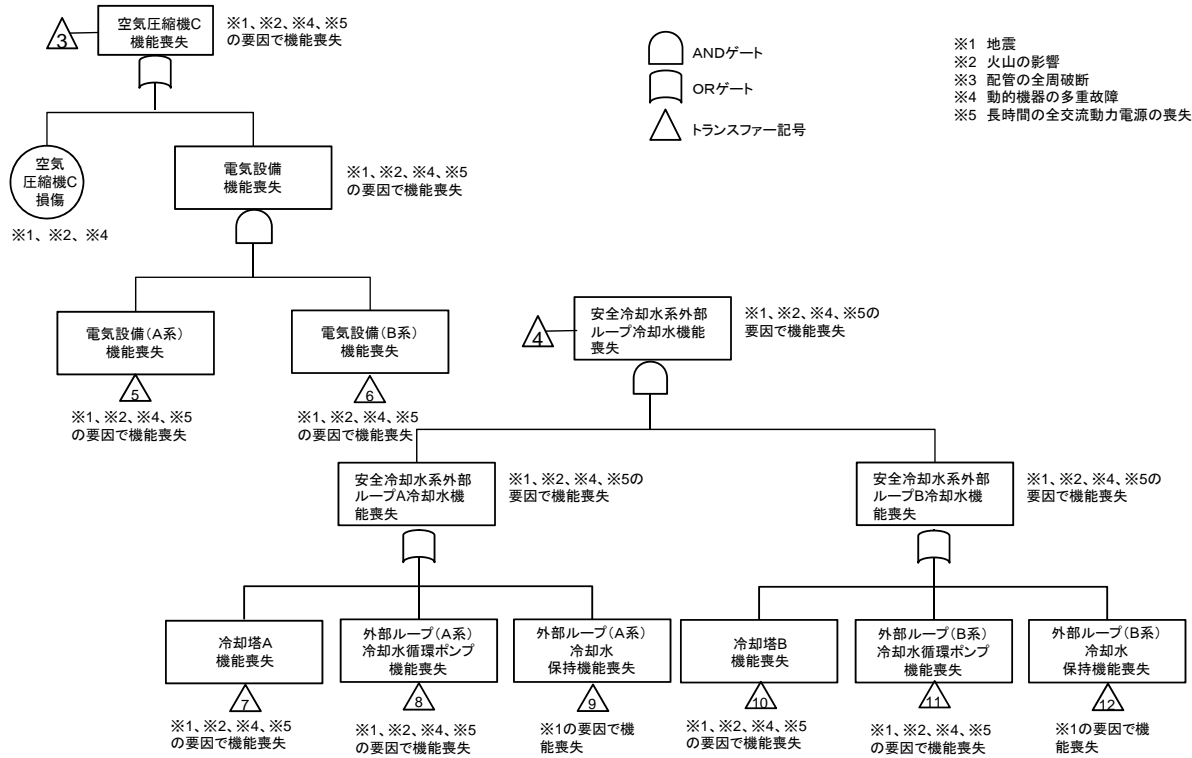 空気圧縮機C
機能喪失
3
※1、※2、※4、※5
の要因で機能喪失
ANDゲート
ORゲート
トランスファー記号
※1 地震
※2 火山の影響
※3 配管の全周破断
※4 動的機器の多重故障
※5 長時間の全交流動力電源の喪失
空気
圧縮機C
損傷
※1、※2、※4
電気設備
機能喪失
※1、※2、※4、※5
の要因で機能喪失
電気設備(A系)
機能喪失
5
※1、※2、※4、※5
の要因で機能喪失
電気設備(B系)
機能喪失
6
※1、※2、※4、※5
の要因で機能喪失
4
安全冷却水系外部
ループ冷却水機能
喪失
※1、※2、※4、※5の
要因で機能喪失
安全冷却水系外部
ループA冷却水機
能喪失
※1、※2、※4、※5の
要因で機能喪失
安全冷却水系外部
ループB冷却水機
能喪失
※1、※2、※4、※5の
要因で機能喪失
冷却塔A
機能喪失
7
※1、※2、※4、※5
の要因で機能喪失
外部ループ(A系)
冷却水循環ポンプ
機能喪失
8
※1、※2、※4、※5
の要因で機能喪失
外部ループ(A系)
冷却水
保持機能喪失
9
※1の要因で機
能喪失
冷却塔B
機能喪失
10
※1、※2、※4、※5
の要因で機能喪失
外部ループ(B系)
冷却水循環ポンプ
機能喪失
11
※1、※2、※4、※5
の要因で機能喪失
外部ループ(B系)
冷却水
保持機能喪失
12
※1の要因で機
能喪失